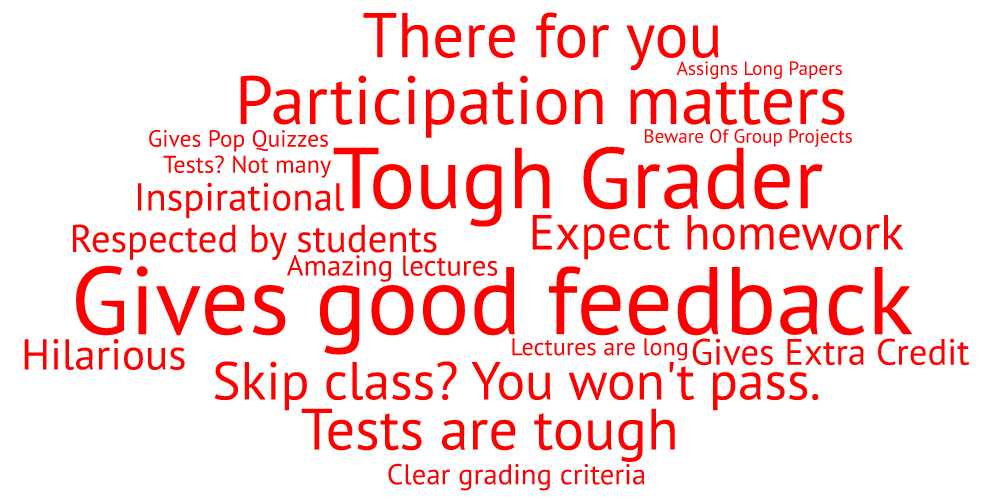 There for you
Assigns Long Papers
Participation matters
Gives Pop Quizzes
Beware Of Group Projects
Tests? Not many
Tough Grader
Inspirational
Respected by students
Expect homework
Amazing lectures
Gives good feedback
Hilarious
Lectures are long
Gives Extra Credit
Skip class? You won't pass.
Tests are tough
Clear grading criteria